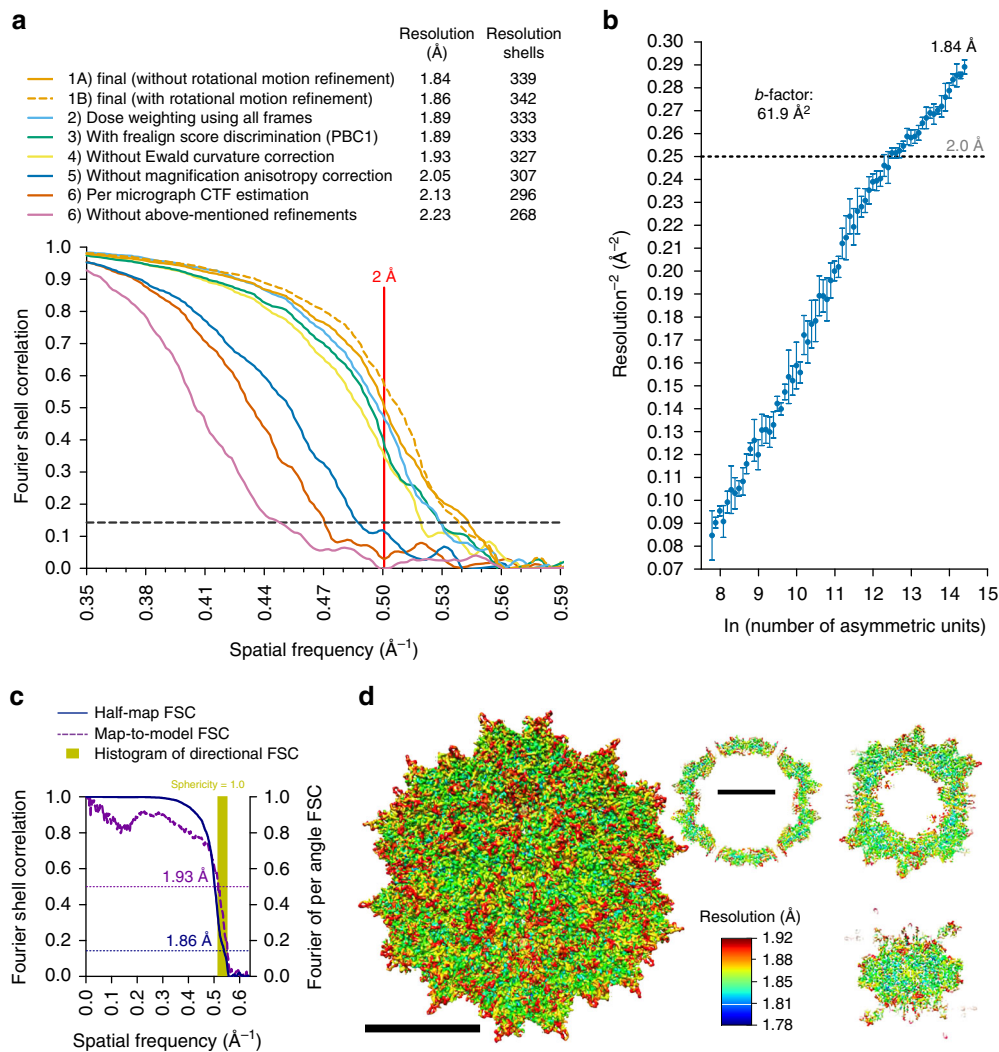 a
Resolution (Å)
Resolution shells
1A) final (without rotational motion refinement) 1.84 339
1B) final (with rotational motion refinement) 1.86 342
2) Dose weighting using all frames 1.89 333
3) With frealign score discrimination (PBC1) 1.89 333
4) Without Ewald curvature correction 1.93 327
5) Without magnification anisotropy correction 2.05 307
6) Per micrograph CTF estimation 2.13 296
6) Without above-mentioned refinements 2.23 268
1.0
0.9
0.8
0.7
0.6
0.5
0.4
0.3
0.2
0.1
0.0
Fourier shell correlation
2 Å
0.35 0.38 0.41 0.44 0.47 0.50 0.53 0.56 0.59
Spatial frequency (Å⁻¹)
b
0.30
0.29
0.28
0.27
0.26
0.25
0.24
0.23
0.22
0.21
0.20
0.19
0.18
0.17
0.16
0.15
0.14
0.13
0.12
0.11
0.10
0.09
0.08
0.07
Resolution⁻² (Å⁻²)
1.84 Å
b-factor:
61.9 Å²
2.0 Å
8 9 10 11 12 13 14 15
ln (number of asymmetric units)
c
Half-map FSC
Map-to-model FSC
Histogram of directional FSC
Sphericity = 1.0
1.0
0.8
0.6
0.4
0.2
0.0
Fourier shell correlation
1.93 Å
1.86 Å
1.0
0.8
0.6
0.4
0.2
0.0
Fourier of per angle FSC
0.0 0.1 0.2 0.3 0.4 0.5 0.6
Spatial frequency (Å⁻¹)
d
Resolution (Å)
1.92
1.88
1.85
1.81
1.78